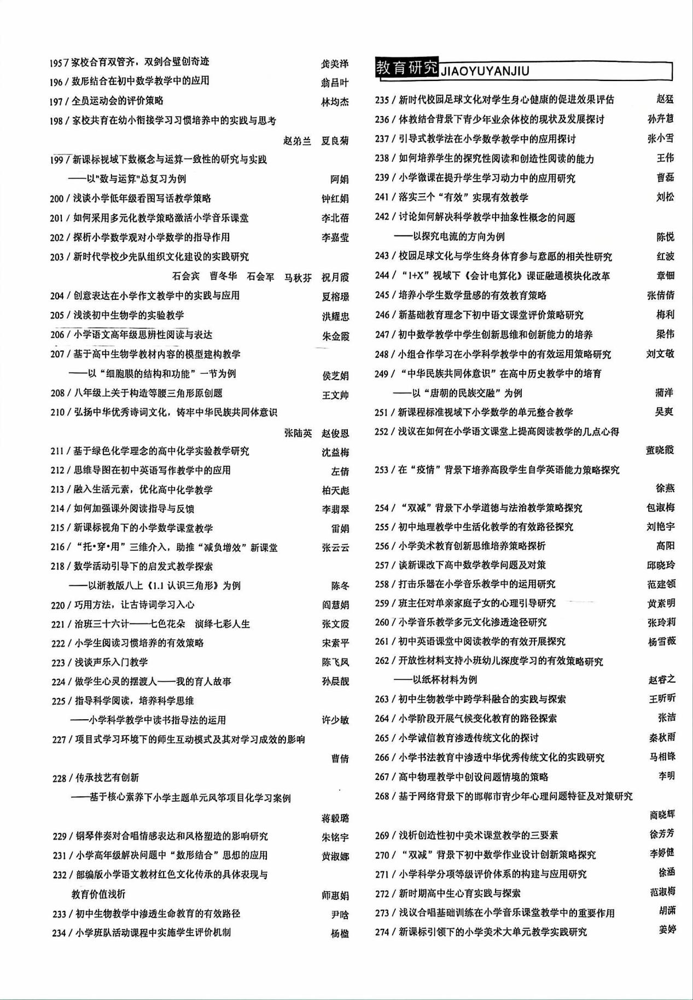 195 / 家校合育双管齐，双剑合璧创奇迹 龚美泽
196 / 数形结合在初中数学教学中的应用 翁吕叶
197 / 全员运动会的评价策略 林均杰
198 / 家校共育在幼小衔接学习习惯培养中的实践与思考
赵弟兰 夏良菊
199 / 新课标视域下数概念与运算一致性的研究与实践
——以"数与运算"总复习为例 阿娟
200 / 浅谈小学低年级看图写话教学策略 钟红娟
201 / 如何采用多元化教学策略激活小学音乐课堂 李北蓓
202 / 探析小学数学观对小学数学的指导作用 李嘉莹
203 / 新时代学校少先队组织文化建设的实践研究
石会宾 曹冬华 石会军 马秋芬 祝月霞
204 / 创意表达在小学作文教学中的实践与应用 夏榕璟
205 / 浅谈初中生物学的实验教学 洪耀忠
206 / 小学语文高年级思辨性阅读与表达 朱金霞
207 / 基于高中生物学教材内容的模型建构教学
——以“细胞膜的结构和功能”一节为例 侯芝娟
208 / 八年级上关于构造等腰三角形原创题 王文帅
210 / 弘扬中华优秀诗词文化，铸牢中华民族共同体意识
张陆英 赵俊恩
211 / 基于绿色化学理念的高中化学实验教学研究 沈益梅
212 / 思维导图在初中英语写作教学中的应用 左倩
213 / 融入生活元素，优化高中化学教学 柏天彪
214 / 如何加强课外阅读指导与反馈 李翡翠
215 / 新课标视角下的小学数学课堂教学 雷娟
216 / “托·穿·用”三维介入，助推“减负增效”新课堂 张云云
218 / 数学活动引导下的启发式教学探索
——以浙教版八上《1.1 认识三角形》为例 陈冬
220 / 巧用方法，让古诗词学习入心 阎慧娟
221 / 治班三十六计——七色花朵 演绎七彩人生 张文霞
222 / 小学生阅读习惯培养的有效策略 宋素平
223 / 浅谈声乐入门教学 陈飞凤
224 / 做学生心灵的摆渡人——我的育人故事 孙晨靓
225 / 指导科学阅读，培养科学思维
——小学科学教学中读书指导法的运用 许少敏
227 / 项目式学习环境下的师生互动模式及其对学习成效的影响
曹倩
228 / 传承技艺有创新
——基于核心素养下小学主题单元风筝项目化学习案例
蒋毅璐
229 / 钢琴伴奏对合唱情感表达和风格塑造的影响研究 朱铭宇
231 / 小学高年级解决问题中“数形结合”思想的应用 黄淑娜
232 / 部编版小学语文教材红色文化传承的具体表现与
教育价值浅析 师惠娟
233 / 初中生物教学中渗透生命教育的有效路径 尹晗
234 / 小学班队活动课程中实施学生评价机制 杨楹
教育研究 JIAOYUYANJIU
235 / 新时代校园足球文化对学生身心健康的促进效果评估 赵猛
236 / 体教结合背景下青少年业余体校的现状及发展探讨 孙卉慧
237 / 引导式教学法在小学数学教学中的应用探讨 张小雪
238 / 如何培养学生的探究性阅读和创造性阅读的能力 王伟
239 / 小学微课在提升学生学习动力中的应用研究 曹磊
241 / 落实三个“有效”实现有效教学 刘松
242 / 讨论如何解决科学教学中抽象性概念的问题
——以探究电流的方向为例 陈悦
243 / 校园足球文化与学生终身体育参与意愿的相关性研究 红波
244 / “1+X”视域下《会计电算化》课证融通模块化改革 章钿
245 / 培养小学生数学量感的有效教育策略 张倩倩
246 / 新基础教育理念下初中语文课堂评价策略研究 梅利
247 / 初中数学教学中学生创新思维和创新能力的培养 梁伟
248 / 小组合作学习在小学科学教学中的有效运用策略研究 刘文敬
249 / “中华民族共同体意识”在高中历史教学中的培育
——以“唐朝的民族交融”为例 蒲洋
251 / 新课程标准视域下小学数学的单元整合教学 吴爽
252 / 浅议在如何在小学语文课堂上提高阅读教学的几点心得
董晓霞
253 / 在“疫情”背景下培养高段学生自学英语能力策略探究
徐燕
254 / “双减”背景下小学道德与法治教学策略探究 包淑梅
255 / 初中地理教学中生活化教学的有效路径探究 刘艳宇
256 / 小学美术教育创新思维培养策略探析 高阳
257 / 谈新课改下高中数学教学问题及对策 邱晓玲
258 / 打击乐器在小学音乐教学中的运用研究 范建领
259 / 班主任对单亲家庭子女的心理引导研究 黄素明
260 / 小学音乐教学多元文化渗透途径研究 张玲莉
261 / 初中英语课堂中阅读教学的有效开展探究 杨雪薇
262 / 开放性材料支持小班幼儿深度学习的有效策略研究
——以纸杯材料为例 赵睿之
263 / 初中生物教学中跨学科融合的实践与探索 王昕昕
264 / 小学阶段开展气候变化教育的路径探索 张洁
265 / 小学诚信教育渗透传统文化的探讨 秦秋雨
266 / 小学书法教育中渗透中华优秀传统文化的实践研究 马相锋
267 / 高中物理教学中创设问题情境的策略 李明
268 / 基于网络背景下的邯郸市青少年心理问题特征及对策研究
商晓辉
269 / 浅析创造性初中美术课堂教学的三要素 徐芳芳
270 / “双减”背景下初中数学作业设计创新策略探究 李婷健
271 / 小学科学分项等级评价体系的构建与应用研究 徐涵
272 / 新时期高中生心育实践与探索 范淑梅
273 / 浅议合唱基础训练在小学音乐课堂教学中的重要作用 胡潇
274 / 新课标引领下的小学美术大单元教学实践研究 姜婷